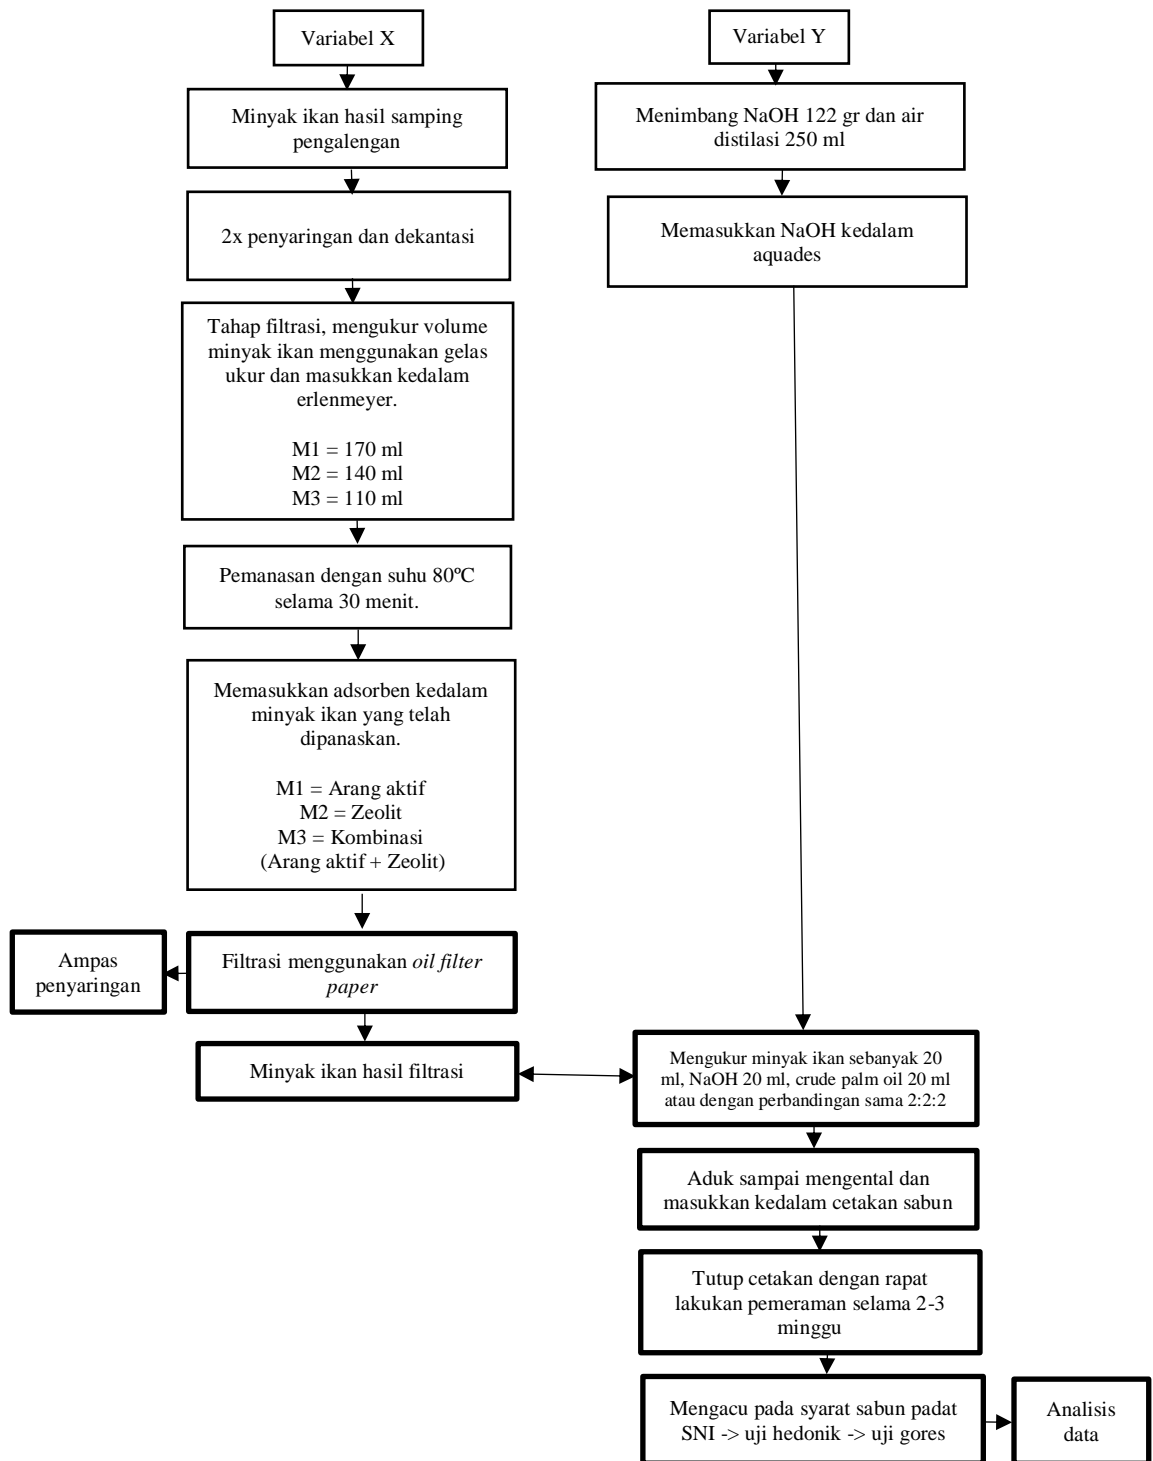 Variabel X
Minyak ikan hasil samping
pengalengan
2x penyaringan dan dekantasi
Tahap filtrasi, mengukur volume
minyak ikan menggunakan gelas
ukur dan masukkan kedalam
erlenmeyer.
M1 = 170 ml
M2 = 140 ml
M3 = 110 ml
Pemanasan dengan suhu 80ºC
selama 30 menit.
Memasukkan adsorben kedalam
minyak ikan yang telah
dipanaskan.
M1 = Arang aktif
M2 = Zeolit
M3 = Kombinasi
(Arang aktif + Zeolit)
Filtrasi menggunakan oil filter
paper
Ampas
penyaringan
Minyak ikan hasil filtrasi
Variabel Y
Menimbang NaOH 122 gr dan air
distilasi 250 ml
Memasukkan NaOH kedalam
aquades
Mengukur minyak ikan sebanyak 20
ml, NaOH 20 ml, crude palm oil 20 ml
atau dengan perbandingan sama 2:2:2
Aduk sampai mengental dan
masukkan kedalam cetakan sabun
Tutup cetakan dengan rapat
lakukan pemeraman selama 2-3
minggu
Mengacu pada syarat sabun padat
SNI -> uji hedonik -> uji gores
Analisis
data